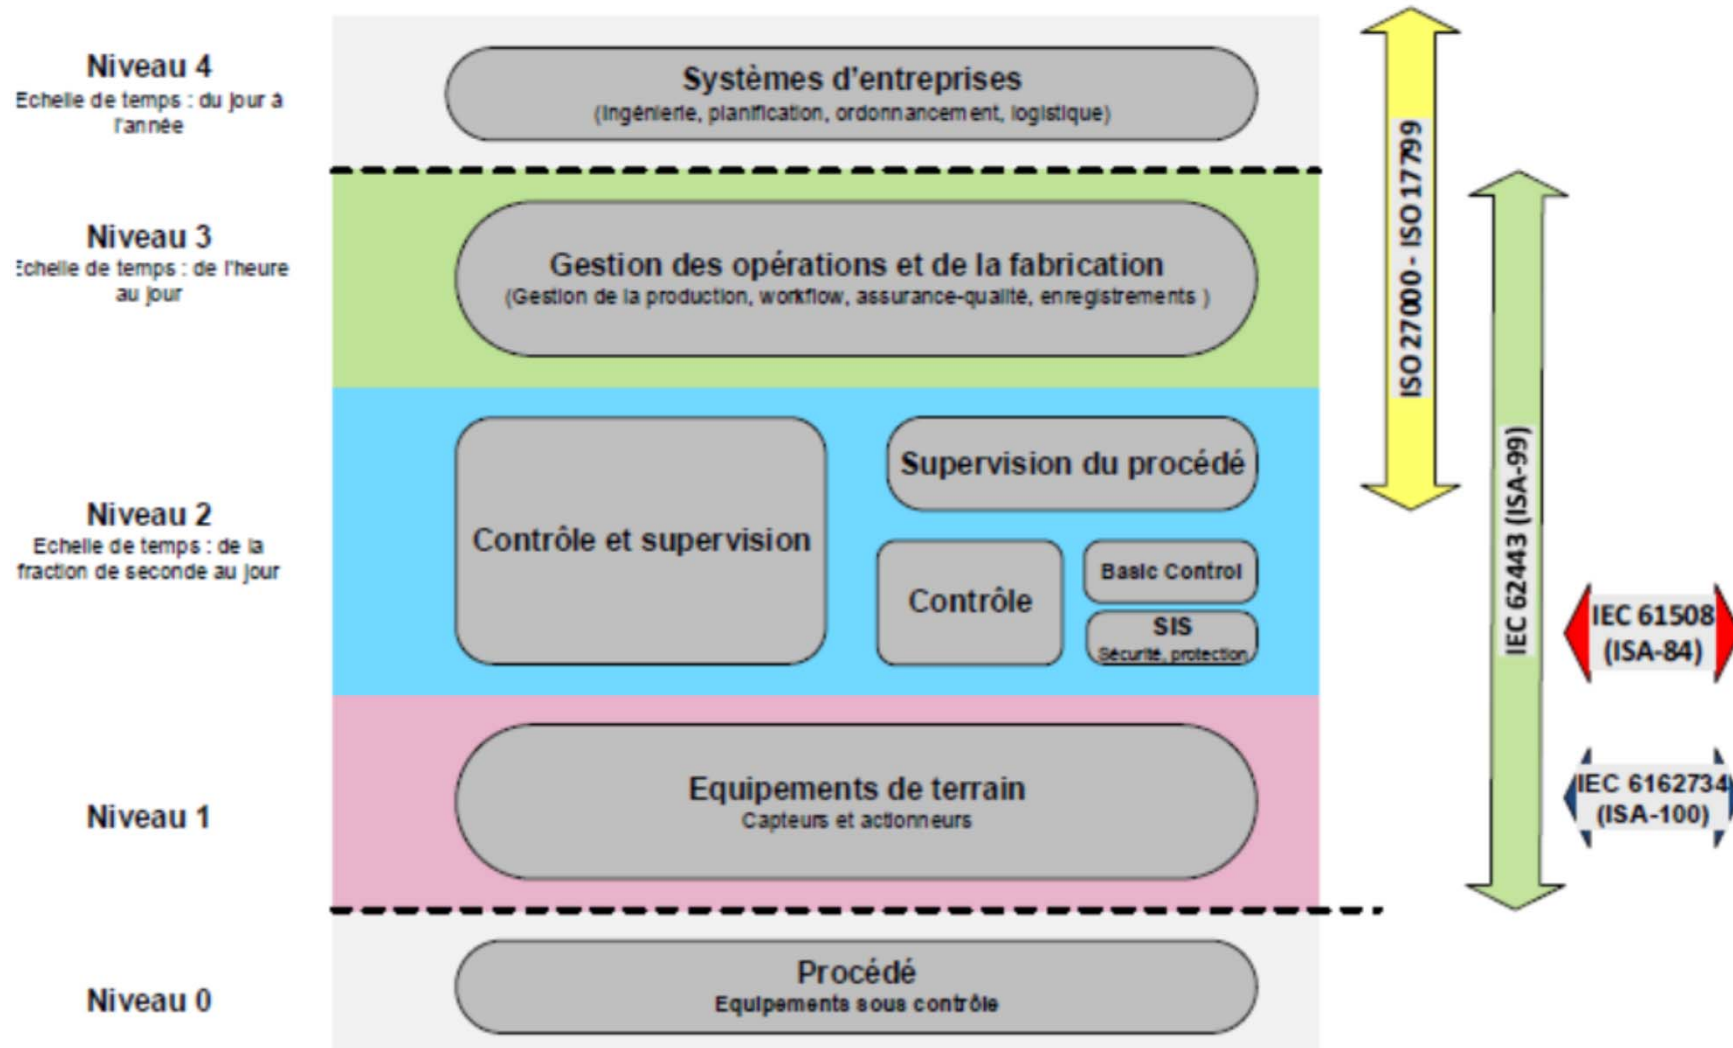 Niveau 4
Echelle de temps : du jour à
l'année
Systèmes d'entreprises
(Ingénierie, planification, ordonnancement, logistique)
Niveau 3
Echelle de temps : de l'heure
au jour
Gestion des opérations et de la fabrication
(Gestion de la production, workflow, assurance-qualité, enregistrements )
Niveau 2
Echelle de temps : de la
fraction de seconde au jour
Contrôle et supervision
Supervision du procédé
Contrôle
Basic Control
SIS
Sécurité, protection
Niveau 1
Equipements de terrain
Capteurs et actionneurs
Niveau 0
Procédé
Equipements sous contrôle
ISO 27000 - ISO 17799
IEC 62443 (ISA-99)
IEC 61508
(ISA-84)
IEC 6162734
(ISA-100)